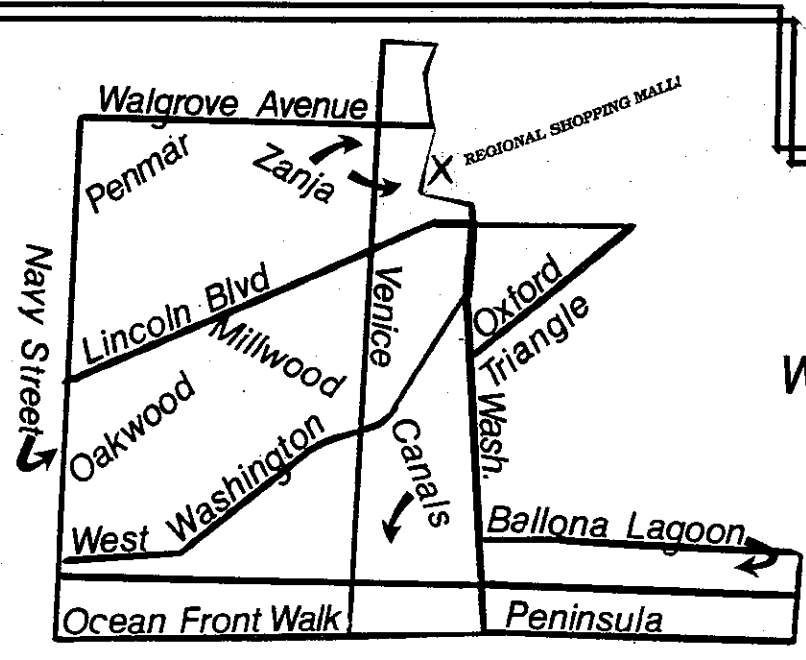 Walgrove Avenue
REGIONAL SHOPPING MALL!
X
Penmar
Zanja
Navy Street
Lincoln Blvd
Venice
Oxford
Triangle
Millwood
Oakwood
Wash.
West Washington
Canals
Ballona Lagoon
Ocean Front Walk
Peninsula
W